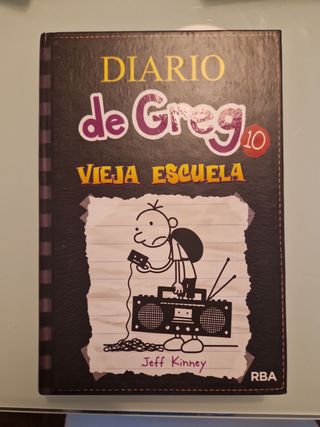 DIARIO
de Greg 10
VIEJA ESCUELA
Jeff Kinney
RBA